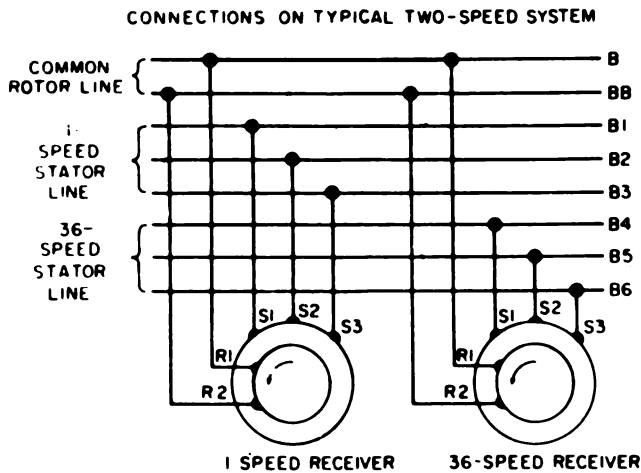 CONNECTIONS ON TYPICAL TWO-SPEED SYSTEM
COMMON
ROTOR LINE
B
BB
1-
SPEED
STATOR
LINE
B1
B2
B3
36-
SPEED
STATOR
LINE
B4
B5
B6
S1
S2
S3
R1
R2
S1
S2
S3
R1
R2
1 SPEED RECEIVER
36-SPEED RECEIVER